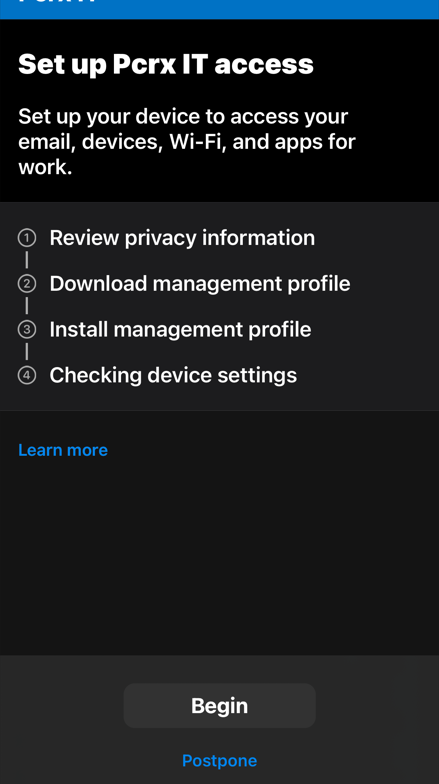 Set up Pcrx IT access
Set up your device to access your
email, devices, Wi-Fi, and apps for
work.
1 Review privacy information
2 Download management profile
3 Install management profile
4 Checking device settings
Learn more
Begin
Postpone